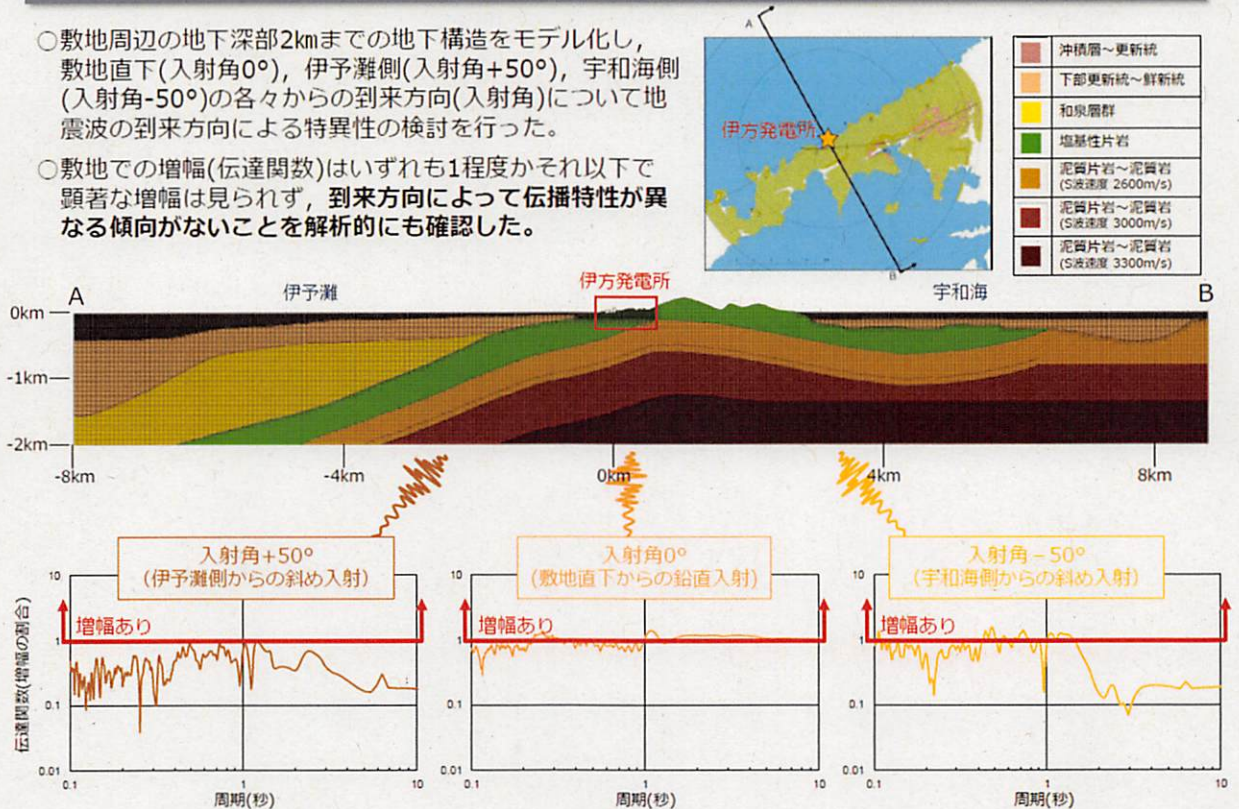 ○敷地周辺の地下深部2kmまでの地下構造をモデル化し,
敷地直下(入射角0°), 伊予灘側(入射角+50°), 宇和海側
(入射角-50°)の各々からの到来方向(入射角)について地
震波の到来方向による特異性の検討を行った。
○敷地での増幅(伝達関数)はいずれも1程度かそれ以下で
顕著な増幅は見られず, 到来方向によって伝播特性が異
なる傾向がないことを解析的にも確認した。
A
伊方発電所
B
沖積層～更新統
下部更新統～鮮新統
和泉層群
塩基性片岩
泥質片岩～泥質岩
(S波速度 2600m/s)
泥質片岩～泥質岩
(S波速度 3000m/s)
泥質片岩～泥質岩
(S波速度 3300m/s)
A
伊予灘
伊方発電所
宇和海
B
0km
-1km
-2km
-8km
-4km
0km
4km
8km
入射角+50°
(伊予灘側からの斜め入射)
入射角0°
(敷地直下からの鉛直入射)
入射角−50°
(宇和海側からの斜め入射)
伝達関数(増幅の割合)
10
1
0.1
0.01
増幅あり
0.1
1
10
周期(秒)
10
1
0.1
0.01
増幅あり
0.1
1
10
周期(秒)
10
1
0.1
0.01
増幅あり
0.1
1
10
周期(秒)